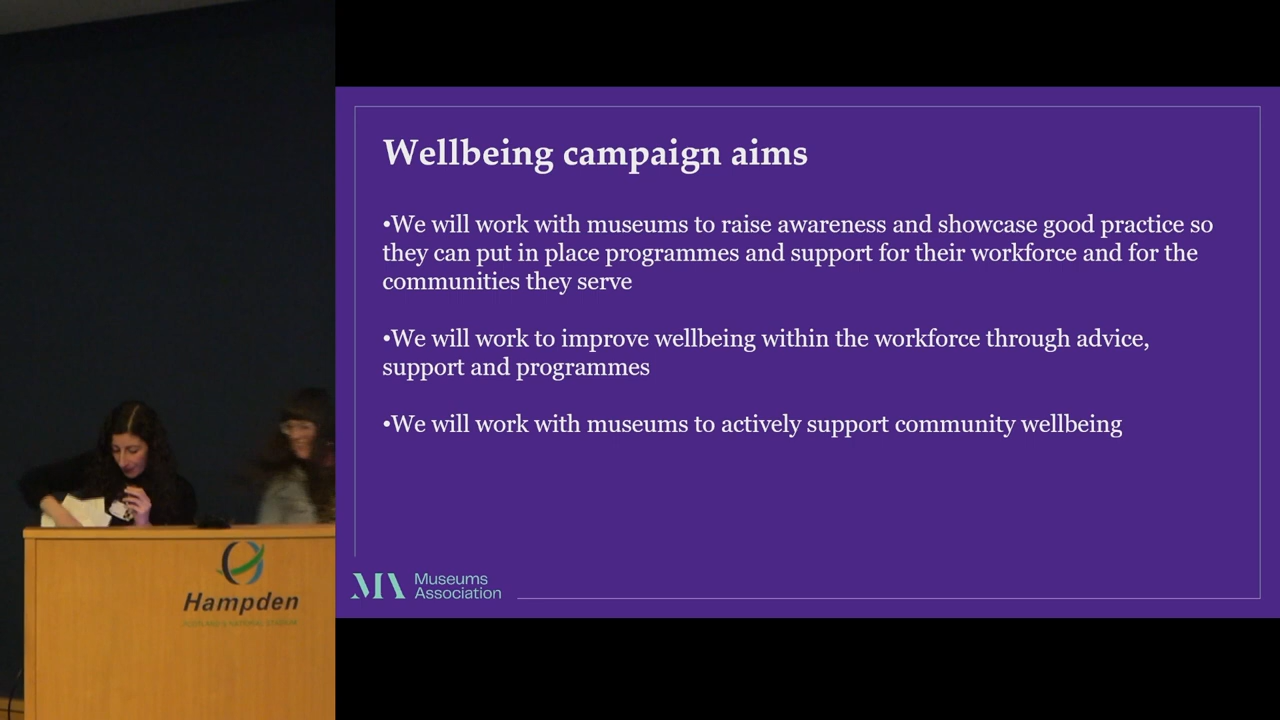 Wellbeing campaign aims
•We will work with museums to raise awareness and showcase good practice so
they can put in place programmes and support for their workforce and for the
communities they serve
•We will work to improve wellbeing within the workforce through advice,
support and programmes
•We will work with museums to actively support community wellbeing
MA Museums
Association
Hampden